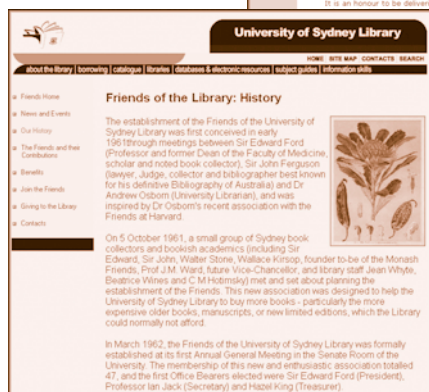 It is an honour to be deliveri
University of Sydney Library
HOME SITE MAP CONTACTS SEARCH
about the library | borrowing | catalogue | libraries | databases & electronic resources | subject guides | information skills
Friends Home
News and Events
Our History
The Friends and their
Contributions
Benefits
Join the Friends
Giving to the Library
Contacts
Friends of the Library: History
The establishment of the Friends of the University of
Sydney Library was first conceived in early
1961through meetings between Sir Edward Ford
(Professor and former Dean of the Faculty of Medicine,
scholar and noted book collector), Sir John Ferguson
(lawyer, Judge, collector and bibliographer best known
for his definitive Bibliography of Australia) and Dr
Andrew Osborn (University Librarian), and was
inspired by Dr Osborn's recent association with the
Friends at Harvard.
On 5 October 1961, a small group of Sydney book
collectors and bookish academics (including Sir
Edward, Sir John, Walter Stone, Wallace Kirsop, founder to-be of the Monash
Friends, Prof J.M. Ward, future Vice-Chancellor, and library staff Jean Whyte,
Beatrice Wines and C M Hotimsky) met and set about planning the
establishment of the Friends. This new association was designed to help the
University of Sydney Library to buy more books - particularly the more
expensive older books, manuscripts, or new limited editions, which the Library
could normally not afford.
In March 1962, the Friends of the University of Sydney Library was formally
established at its first Annual General Meeting in the Senate Room of the
University. The membership of this new and enthusiastic association totalled
47, and the first Office Bearers elected were Sir Edward Ford (President),
Professor Ian Jack (Secretary) and Hazel King (Treasurer).